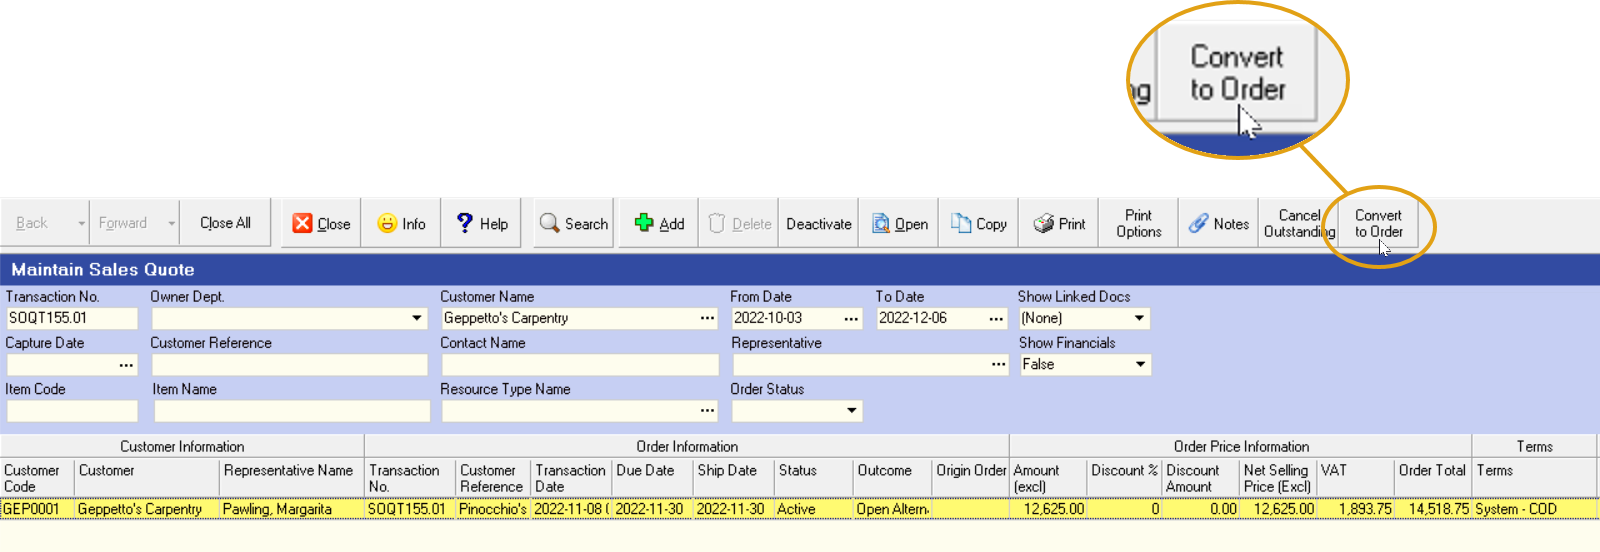 Convert
ng to Order
Back Forward Close All Close Info Help Search Add Delete Deactivate Open Copy Print Print Options Notes Cancel Outstanding Convert to Order
Maintain Sales Quote
Transaction No. Owner Dept. Customer Name From Date To Date Show Linked Docs
SOQT155.01 Geppetto's Carpentry ... 2022-10-03 ... 2022-12-06 ... (None)
Capture Date Customer Reference Contact Name Representative Show Financials
... ... False
Item Code Item Name Resource Type Name Order Status
...
Customer Information Order Information Order Price Information Terms
Customer Code Customer Representative Name Transaction No. Customer Reference Transaction Date Due Date Ship Date Status Outcome Origin Order Amount (excl) Discount % Discount Amount Net Selling Price (Excl) VAT Order Total Terms
GEP0001 Geppetto's Carpentry Pawling, Margarita SOQT155.01 Pinocchio's 2022-11-08 ( 2022-11-30 2022-11-30 Active Open Altern 12,625.00 0 0.00 12,625.00 1,893.75 14,518.75 System - COD